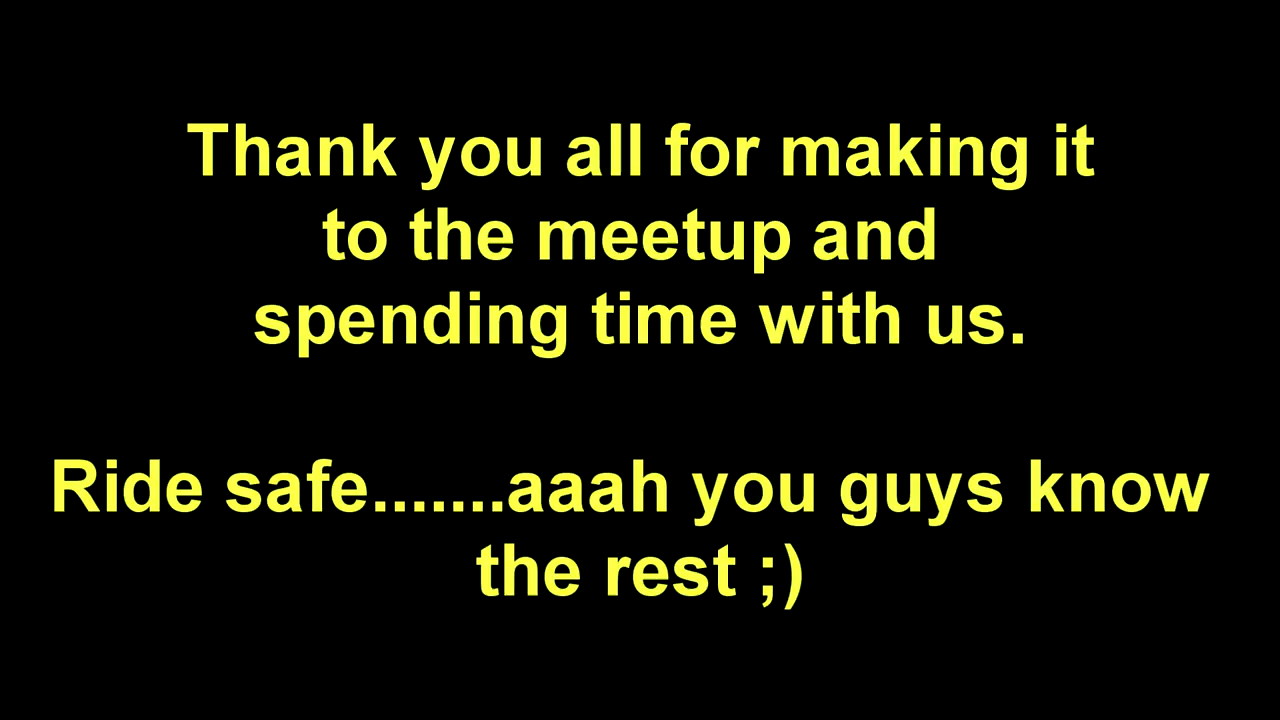 Thank you all for making it
to the meetup and
spending time with us.
Ride safe.......aaah you guys know
the rest ;)